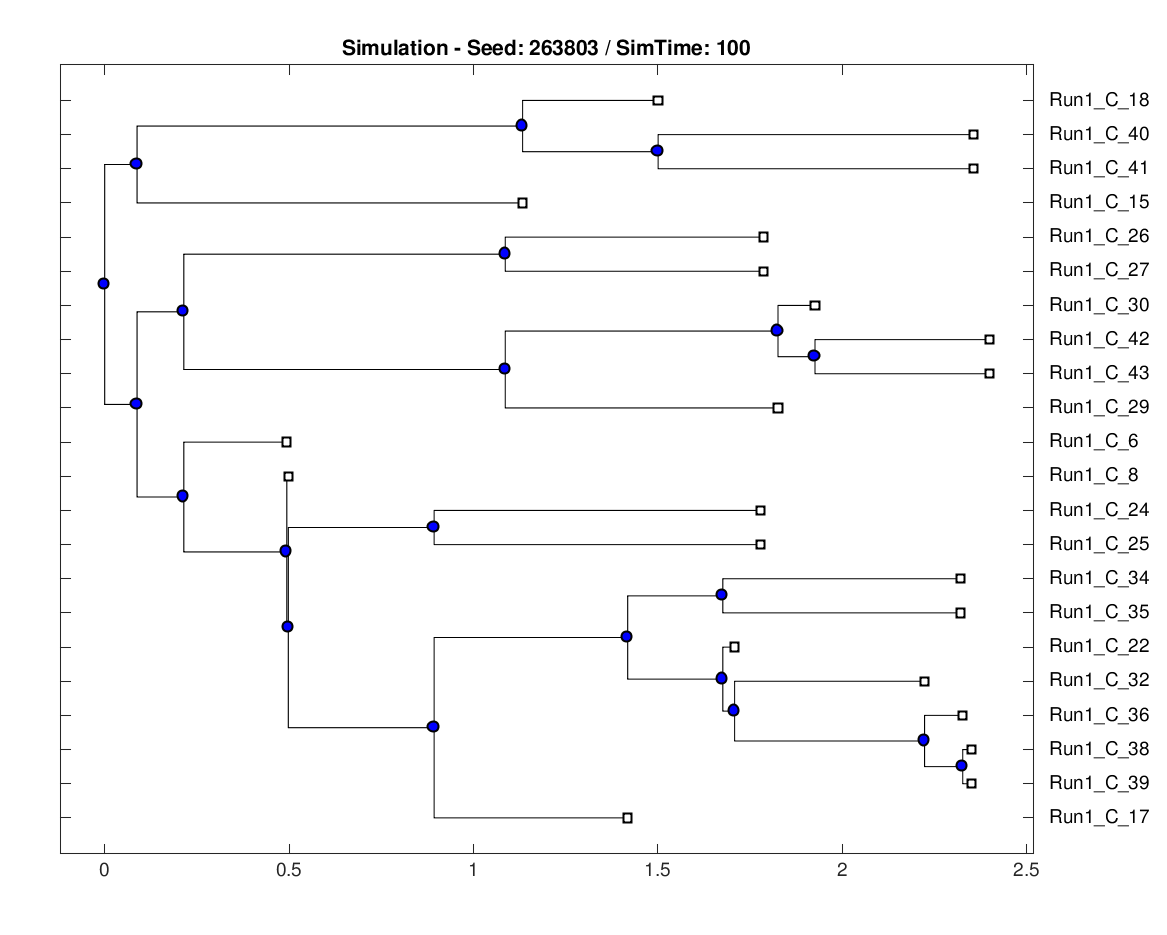 Simulation - Seed: 263803 / SimTime: 100
Run1_C_18
Run1_C_40
Run1_C_41
Run1_C_15
Run1_C_26
Run1_C_27
Run1_C_30
Run1_C_42
Run1_C_43
Run1_C_29
Run1_C_6
Run1_C_8
Run1_C_24
Run1_C_25
Run1_C_34
Run1_C_35
Run1_C_22
Run1_C_32
Run1_C_36
Run1_C_38
Run1_C_39
Run1_C_17
0 0.5 1 1.5 2 2.5